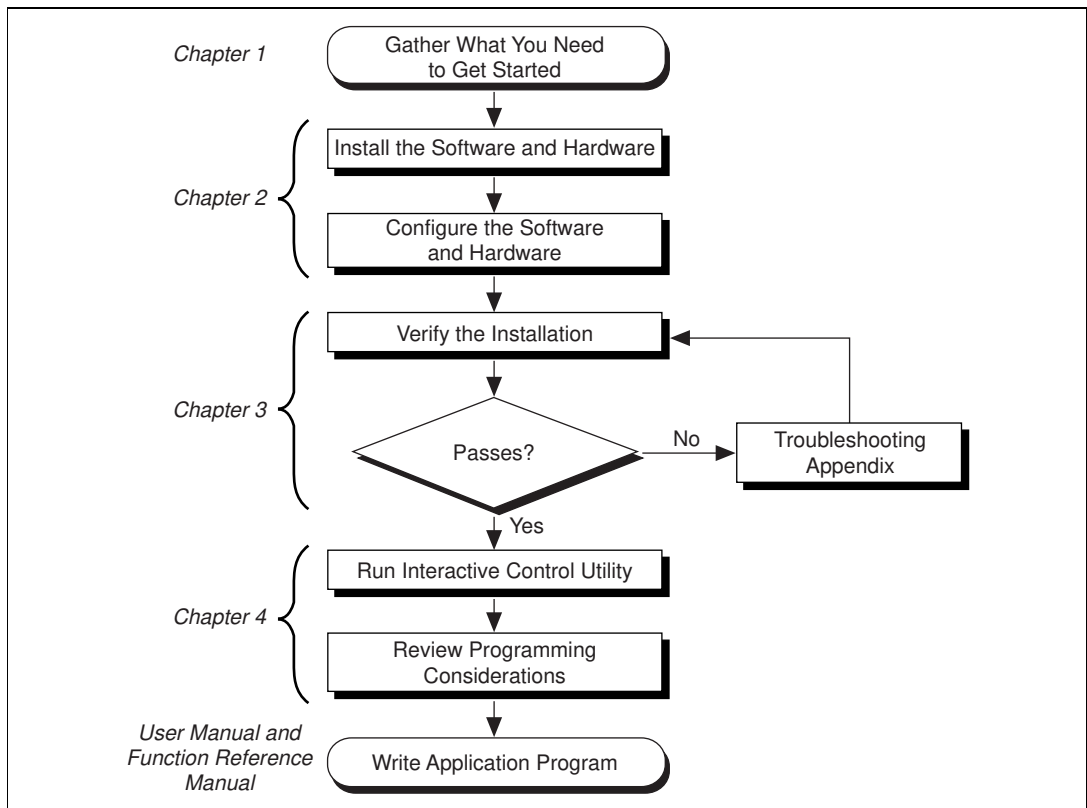 Chapter 1
Gather What You Need
to Get Started
Chapter 2
Install the Software and Hardware
Configure the Software
and Hardware
Chapter 3
Verify the Installation
Passes?
No
Troubleshooting
Appendix
Yes
Chapter 4
Run Interactive Control Utility
Review Programming
Considerations
User Manual and
Function Reference
Manual
Write Application Program